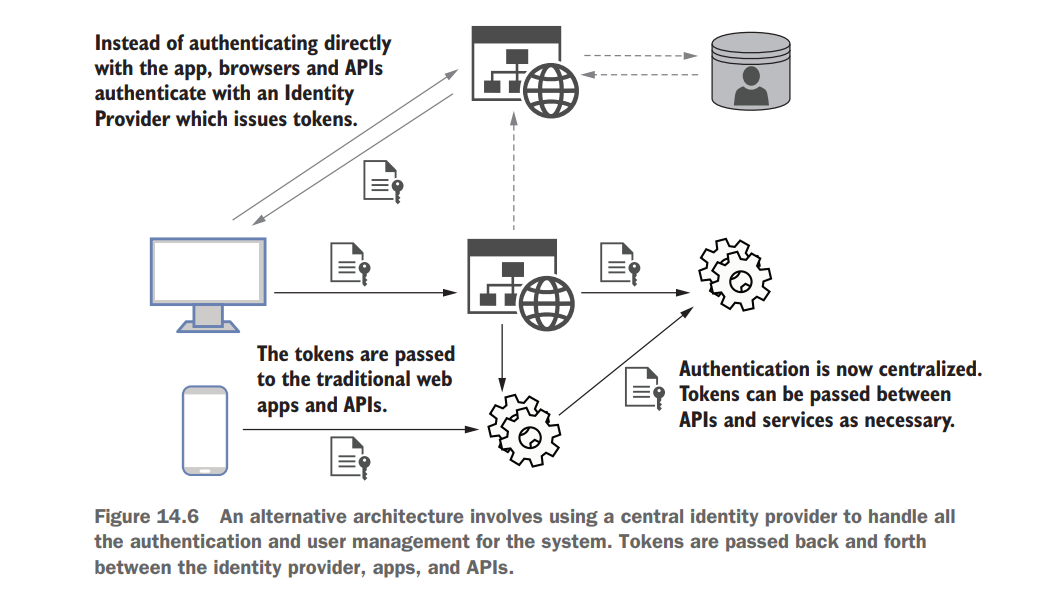 Instead of authenticating directly
with the app, browsers and APIs
authenticate with an Identity
Provider which issues tokens.
The tokens are passed
to the traditional web
apps and APIs.
Authentication is now centralized.
Tokens can be passed between
APIs and services as necessary.
Figure 14.6 An alternative architecture involves using a central identity provider to handle all
the authentication and user management for the system. Tokens are passed back and forth
between the identity provider, apps, and APIs.